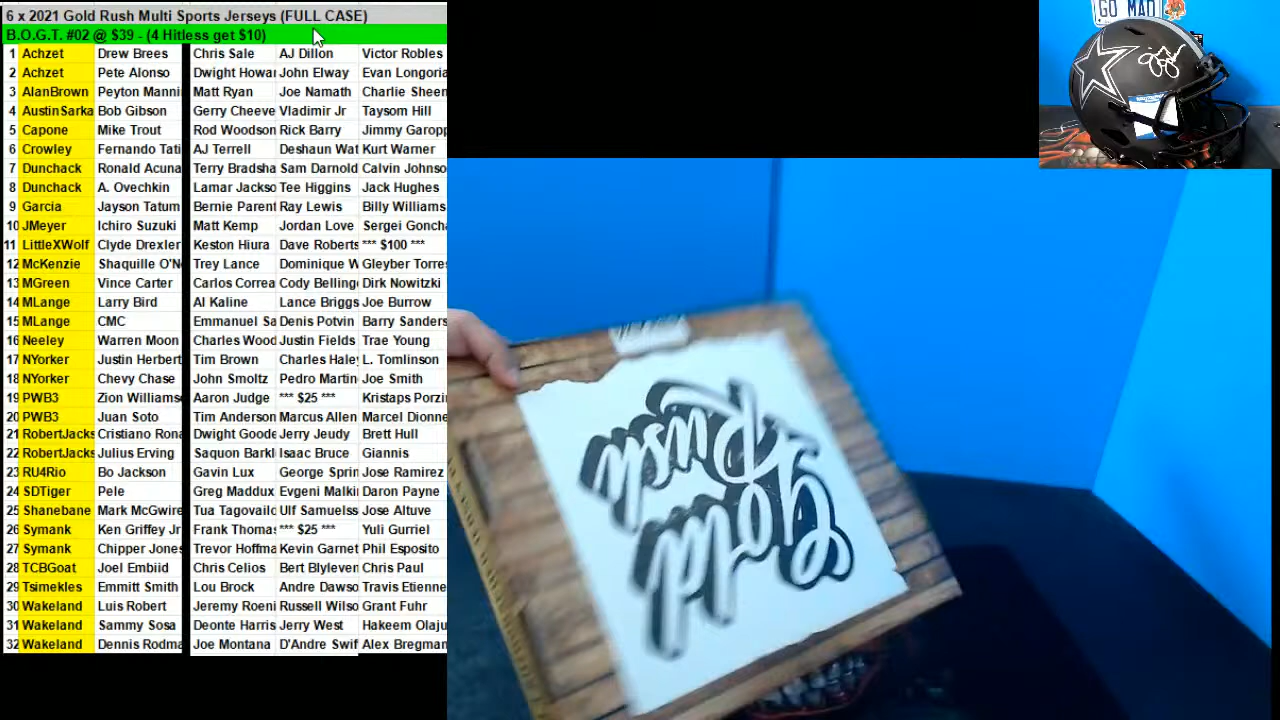 6 x 2021 Gold Rush Multi Sports Jerseys (FULL CASE)
B.O.G.T. #02 @ $39 - (4 Hitless get $10)
1 Achzet Drew Brees Chris Sale AJ Dillon Victor Robles
2 Achzet Pete Alonso Dwight Howar John Elway Evan Longoria
3 AlanBrown Peyton Manni Matt Ryan Joe Namath Charlie Sheen
4 AustinSarka Bob Gibson Gerry Cheeve Vladimir Jr Taysom Hill
5 Capone Mike Trout Rod Woodson Rick Barry Jimmy Garopp
6 Crowley Fernando Tati AJ Terrell Deshaun Wat Kurt Warner
7 Dunchack Ronald Acuna Terry Bradsha Sam Darnold Calvin Johnso
8 Dunchack A. Ovechkin Lamar Jackso Tee Higgins Jack Hughes
9 Garcia Jayson Tatum Bernie Parent Ray Lewis Billy Williams
10 JMeyer Ichiro Suzuki Matt Kemp Jordan Love Sergei Goncha
11 LittleXWolf Clyde Drexler Keston Hiura Dave Roberts *** $100 ***
12 McKenzie Shaquille O'N Trey Lance Dominique W Gleyber Torre
13 MGreen Vince Carter Carlos Correa Cody Belling Dirk Nowitzki
14 MLange Larry Bird Al Kaline Lance Briggs Joe Burrow
15 MLange CMC Emmanuel Sa Denis Potvin Barry Sanders
16 Neeley Warren Moon Charles Wood Justin Fields Trae Young
17 NYorker Justin Herbert Tim Brown Charles Haley L. Tomlinson
18 NYorker Chevy Chase John Smoltz Pedro Martin Joe Smith
19 PWB3 Zion Williams Aaron Judge *** $25 *** Kristaps Porzi
20 PWB3 Juan Soto Tim Anderson Marcus Allen Marcel Dionne
21 RobertJacks Cristiano Rona Dwight Goode Jerry Jeudy Brett Hull
22 RobertJacks Julius Erving Saquon Barkl Isaac Bruce Giannis
23 RU4Rio Bo Jackson Gavin Lux George Sprin Jose Ramirez
24 SDTiger Pele Greg Maddux Evgeni Malki Daron Payne
25 Shanebane Mark McGwire Tua Tagovailo Ulf Samuelss Jose Altuve
26 Symank Ken Griffey Jr Frank Thomas *** $25 *** Yuli Gurriel
27 Symank Chipper Jones Trevor Hoffma Kevin Garnet Phil Esposito
28 TCBGoat Joel Embiid Chris Celios Bert Blyleven Chris Paul
29 Tsimekles Emmitt Smith Lou Brock Andre Dawso Travis Etienne
30 Wakeland Luis Robert Jeremy Roeni Russell Wilso Grant Fuhr
31 Wakeland Sammy Sosa Deonte Harris Jerry West Hakeem Olaju
32 Wakeland Dennis Rodma Joe Montana D'Andre Swif Alex Bregman
GO MAD
Gold
Rush